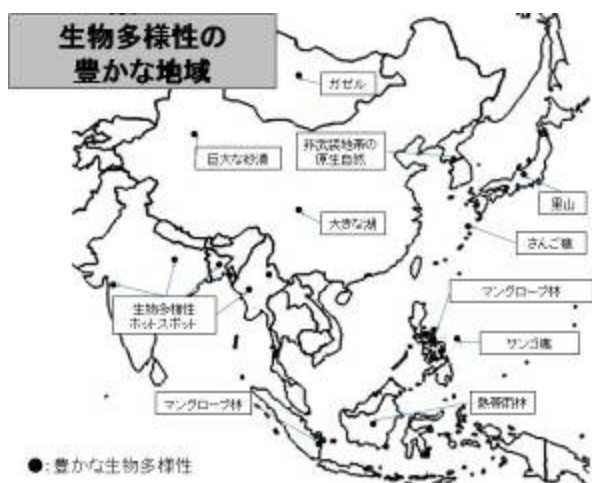 生物多様性の
豊かな地域
ガゼル
巨大な砂漠
非武装地帯の
原生自然
大きな湖
里山
さんご礁
生物多様性
ホットスポット
マングローブ林
サンゴ礁
マングローブ林
熱帯雨林
●:豊かな生物多様性